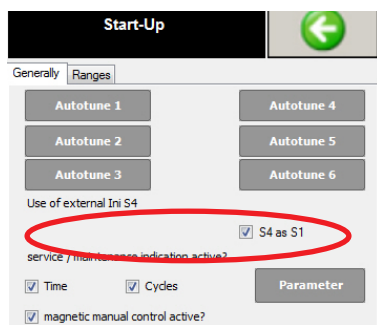 Start-Up
Generally Ranges
Autotune 1 Autotune 4
Autotune 2 Autotune 5
Autotune 3 Autotune 6
Use of external Ini S4
S4 as S1
service / maintenance indication active?
Time Cycles Parameter
magnetic manual control active?